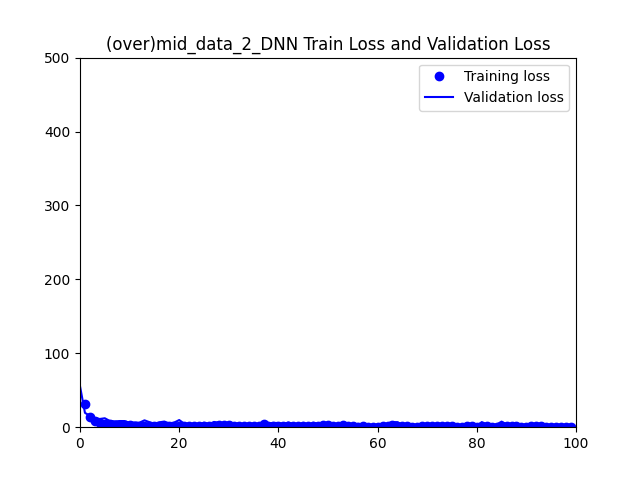 (over)mid_data_2_DNN Train Loss and Validation Loss
Training loss
Validation loss
500
400
300
200
100
0
0 20 40 60 80 100